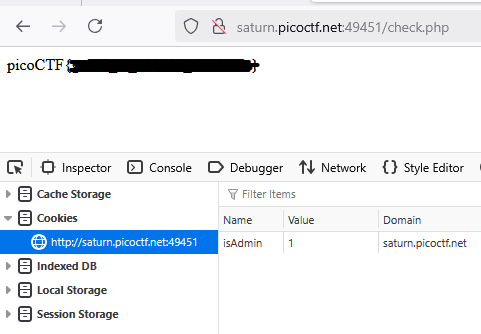 saturn.picoctf.net:49451/check.php
picoCTF{}
Inspector Console Debugger Network Style Editor
Cache Storage
Filter Items
Cookies
Name Value Domain
http://saturn.picoctf.net:49451
isAdmin 1 saturn.picoctf.net
Indexed DB
Local Storage
Session Storage